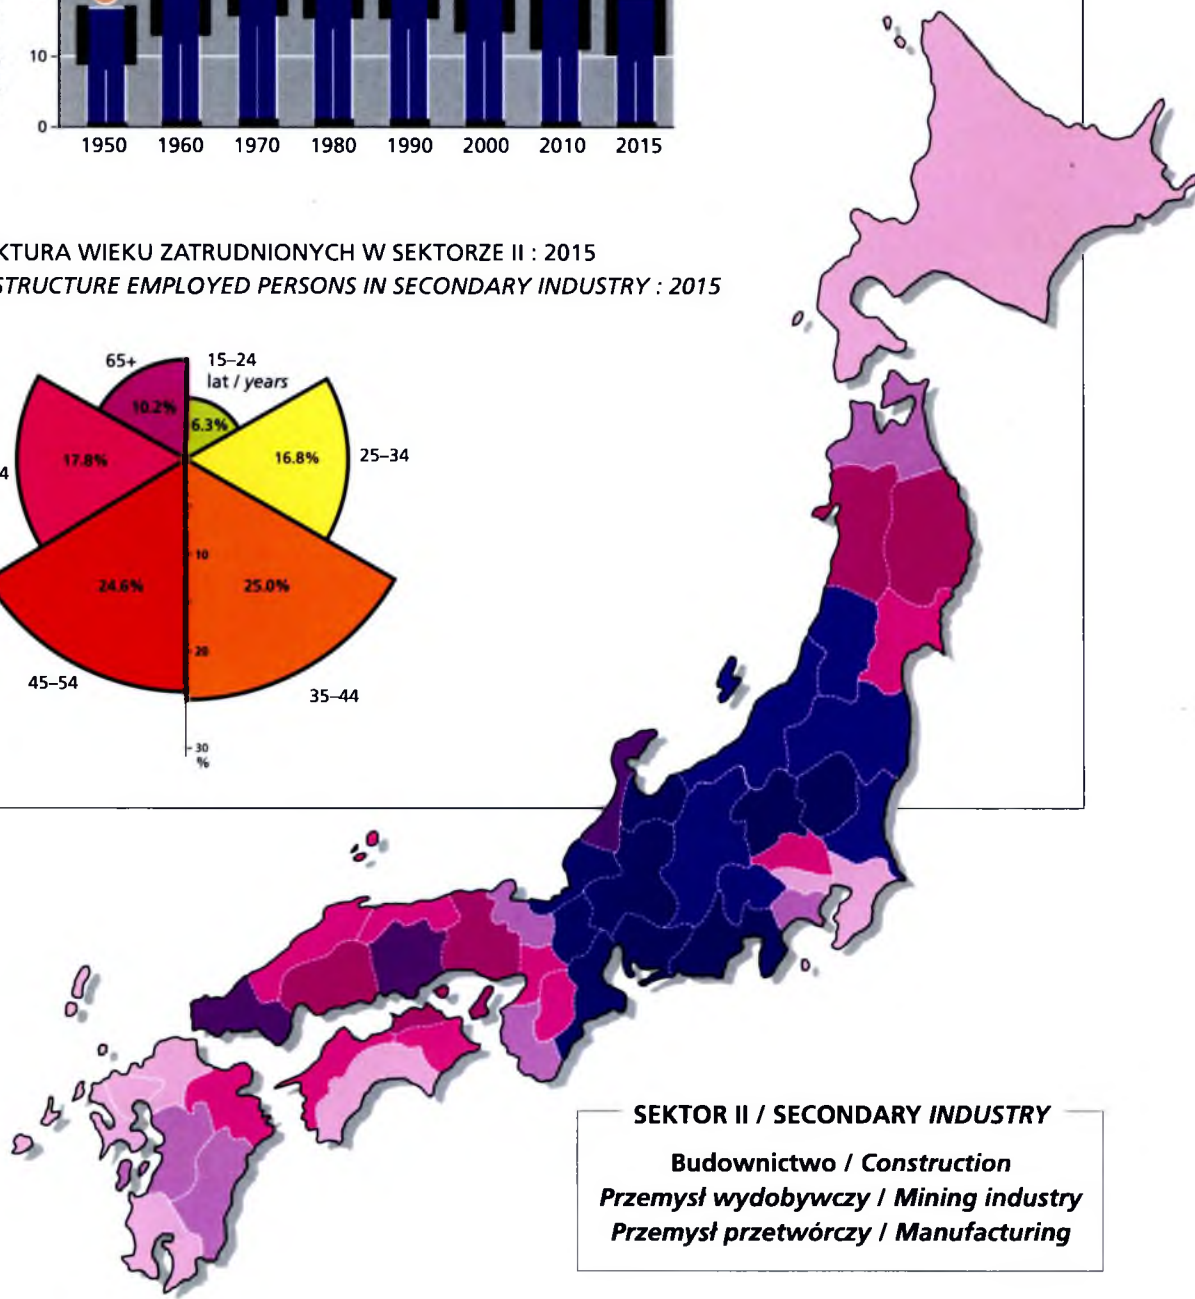 10
0
1950 1960 1970 1980 1990 2000 2010 2015
KTURA WIEKU ZATRUDNIONYCH W SEKTORZE II : 2015
STRUCTURE EMPLOYED PERSONS IN SECONDARY INDUSTRY : 2015
65+
15–24
lat / years
10.2%
6.3%
17.8%
16.8%
25–34
4
10
24.6%
25.0%
20
45–54
35–44
30
%
SEKTOR II / SECONDARY INDUSTRY
Budownictwo / Construction
Przemysł wydobywczy / Mining industry
Przemysł przetwórczy / Manufacturing